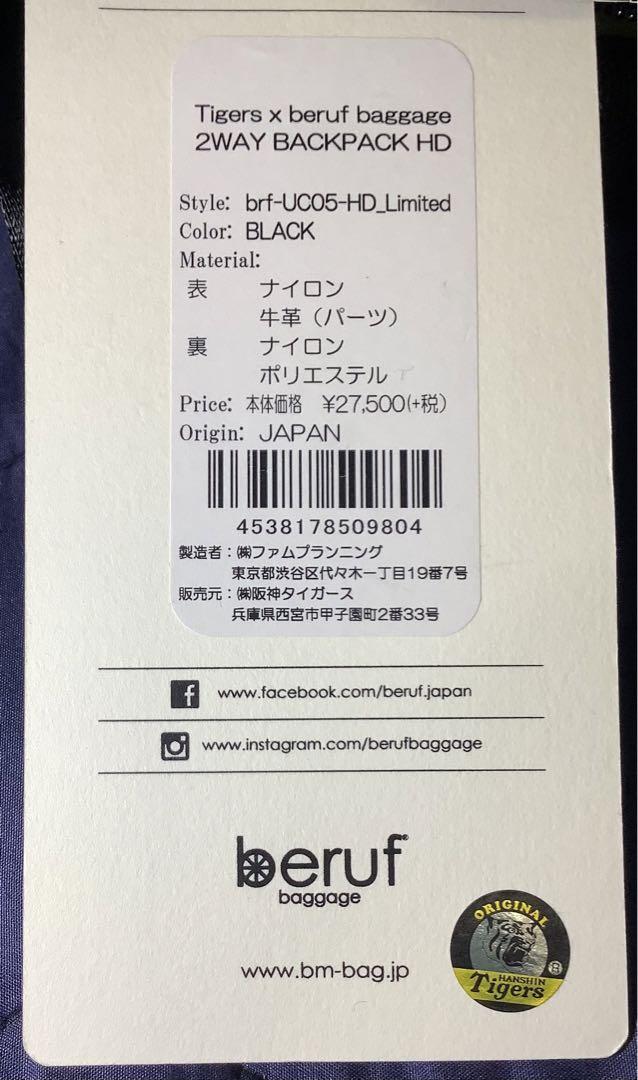 Tigers x beruf baggage
2WAY BACKPACK HD
Style: brf-UC05-HD_Limited
Color: BLACK
Material:
表 ナイロン
牛革（パーツ）
裏 ナイロン
ポリエステル
Price: 本体価格 ¥27,500(+税)
Origin: JAPAN
4538178509804
製造者：㈱ファムプランニング
東京都渋谷区代々木一丁目19番7号
販売元：㈱阪神タイガース
兵庫県西宮市甲子園町2番33号
www.facebook.com/beruf.japan
www.instagram.com/berufbaggage
beruf®
baggage
www.bm-bag.jp
ORIGINAL
HANSHIN
Tigers